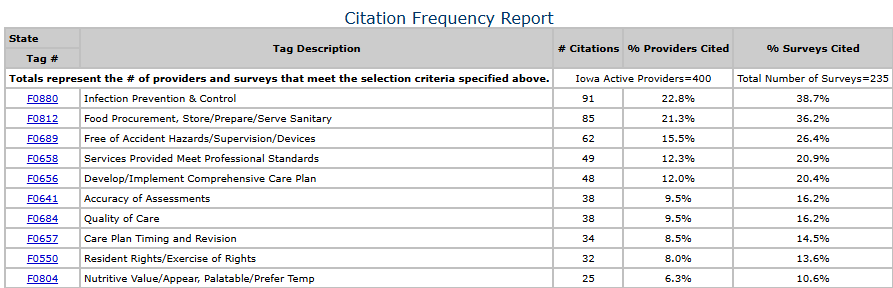 Citation Frequency Report
State
Tag # Tag Description # Citations % Providers Cited % Surveys Cited
Totals represent the # of providers and surveys that meet the selection criteria specified above. Iowa Active Providers=400 Total Number of Surveys=235
F0880 Infection Prevention & Control 91 22.8% 38.7%
F0812 Food Procurement, Store/Prepare/Serve Sanitary 85 21.3% 36.2%
F0689 Free of Accident Hazards/Supervision/Devices 62 15.5% 26.4%
F0658 Services Provided Meet Professional Standards 49 12.3% 20.9%
F0656 Develop/Implement Comprehensive Care Plan 48 12.0% 20.4%
F0641 Accuracy of Assessments 38 9.5% 16.2%
F0684 Quality of Care 38 9.5% 16.2%
F0657 Care Plan Timing and Revision 34 8.5% 14.5%
F0550 Resident Rights/Exercise of Rights 32 8.0% 13.6%
F0804 Nutritive Value/Appear, Palatable/Prefer Temp 25 6.3% 10.6%